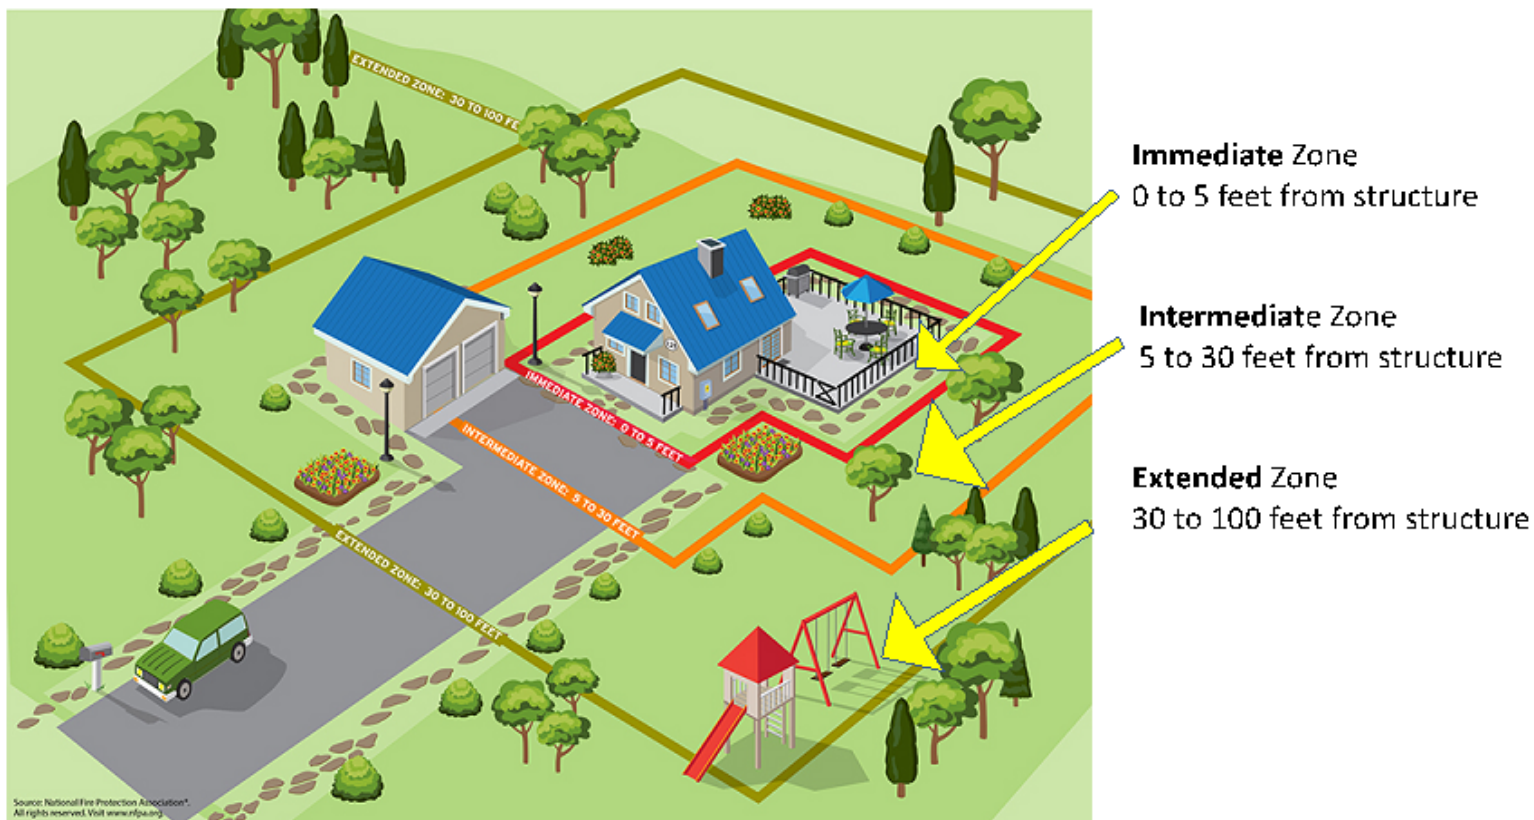 EXTENDED ZONE: 30 TO 100 FE
Immediate Zone
0 to 5 feet from structure
Intermediate Zone
5 to 30 feet from structure
IMMEDIATE ZONE: 0 TO 5 FEET
INTERMEDIATE ZONE: 5 TO 30 FEET
Extended Zone
30 to 100 feet from structure
EXTENDED ZONE: 30 TO 100 FEET
Source: National Fire Protection Association®.
All rights reserved. Visit www.nfpa.org